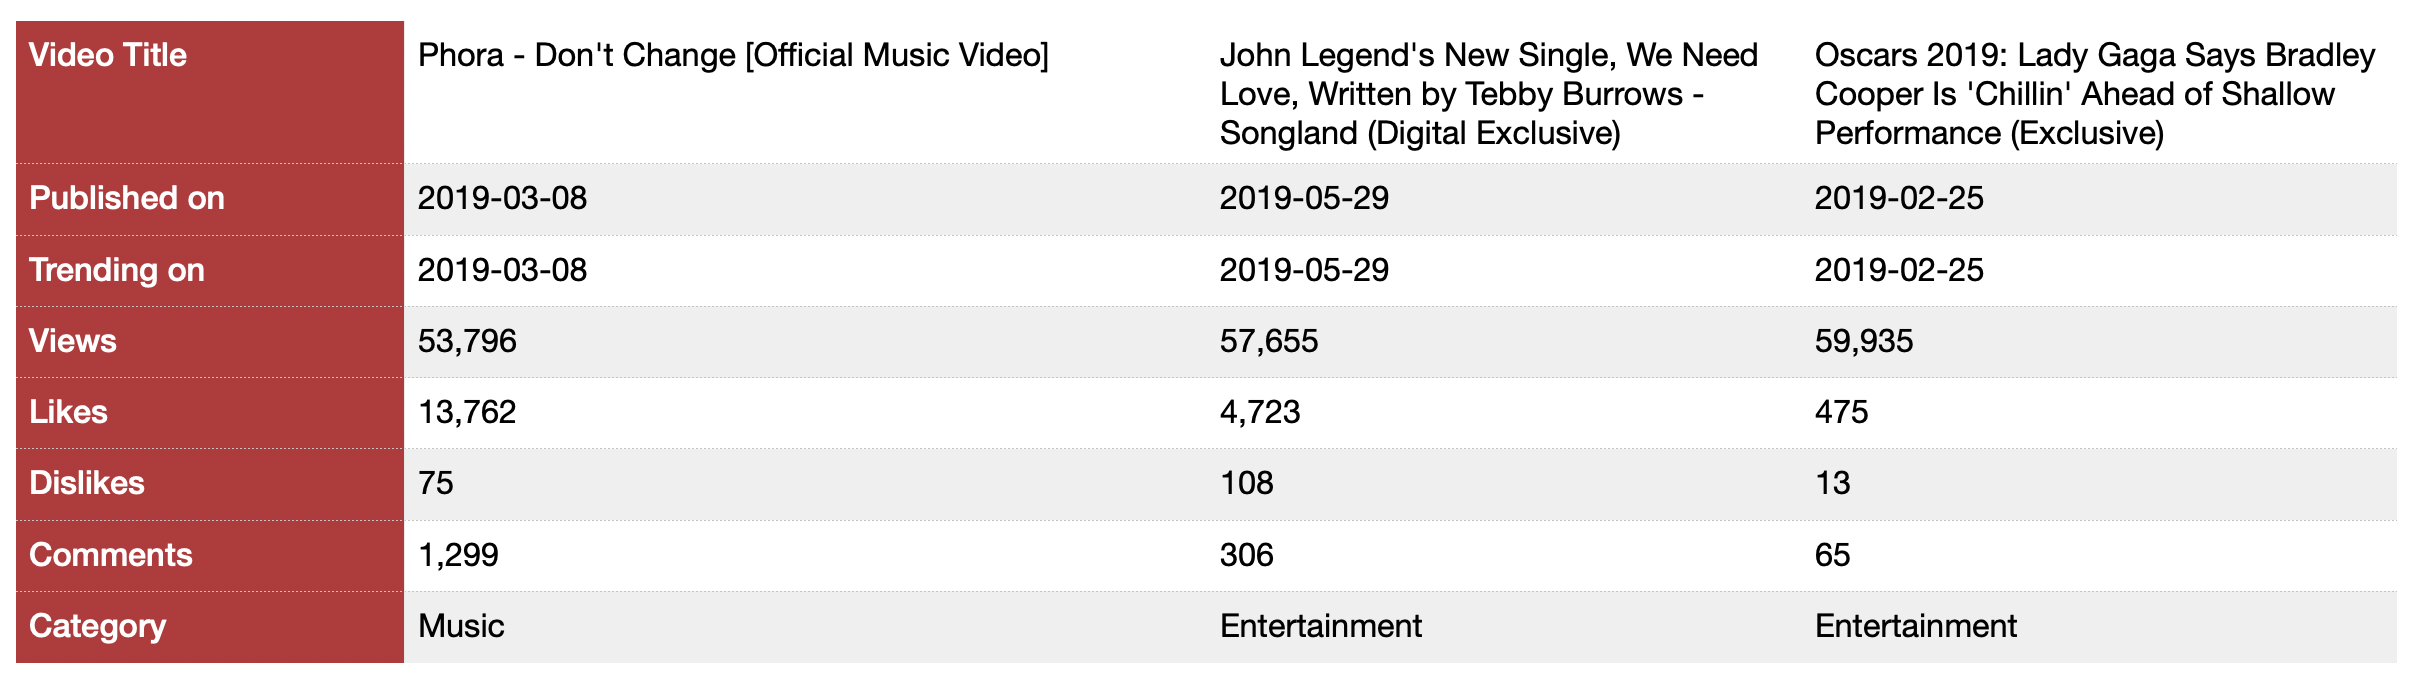 Video Title Phora - Don't Change [Official Music Video] John Legend's New Single, We Need Oscars 2019: Lady Gaga Says Bradley
Love, Written by Tebby Burrows - Cooper Is 'Chillin' Ahead of Shallow
Songland (Digital Exclusive) Performance (Exclusive)
Published on 2019-03-08 2019-05-29 2019-02-25
Trending on 2019-03-08 2019-05-29 2019-02-25
Views 53,796 57,655 59,935
Likes 13,762 4,723 475
Dislikes 75 108 13
Comments 1,299 306 65
Category Music Entertainment Entertainment